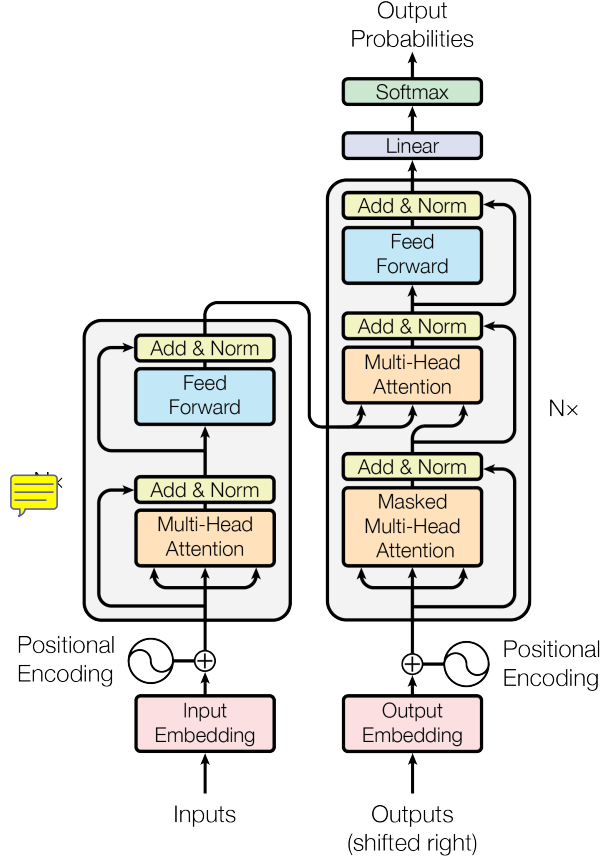 Output
Probabilities
Softmax
Linear
Add & Norm
Feed
Forward
Add & Norm
Multi-Head
Attention
Add & Norm
Masked
Multi-Head
Attention
N×
Add & Norm
Feed
Forward
Add & Norm
Multi-Head
Attention
Positional
Encoding
Positional
Encoding
Input
Embedding
Output
Embedding
Inputs
Outputs
(shifted right)